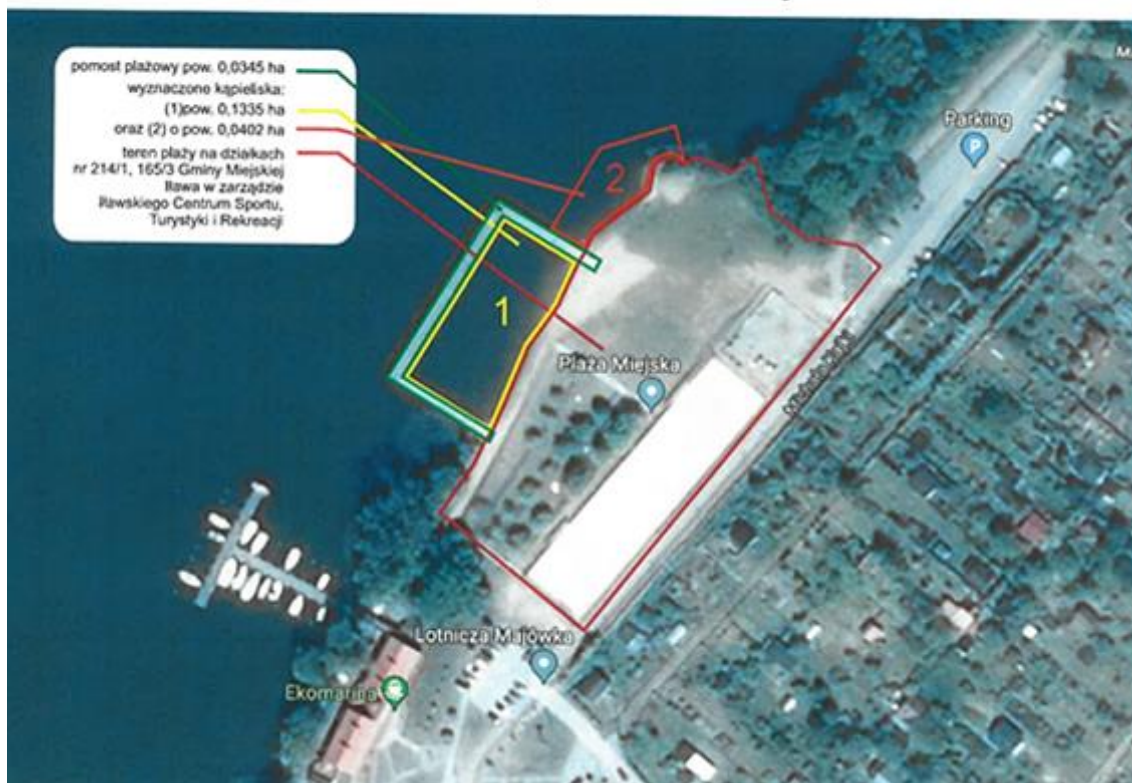 pomost plażowy pow. 0,0345 ha
wyznaczone kąpieliska:
(1)pow. 0,1335 ha
oraz (2) o pow. 0,0402 ha
teren plaży na działkach
nr 214/1, 165/3 Gminy Miejskiej
Iława w zarządzie
Iławskiego Centrum Sportu,
Turystyki i Rekreacji
Parking
P
2
1
Plaża Miejska
Lotnicza Majówka
Ekomarina